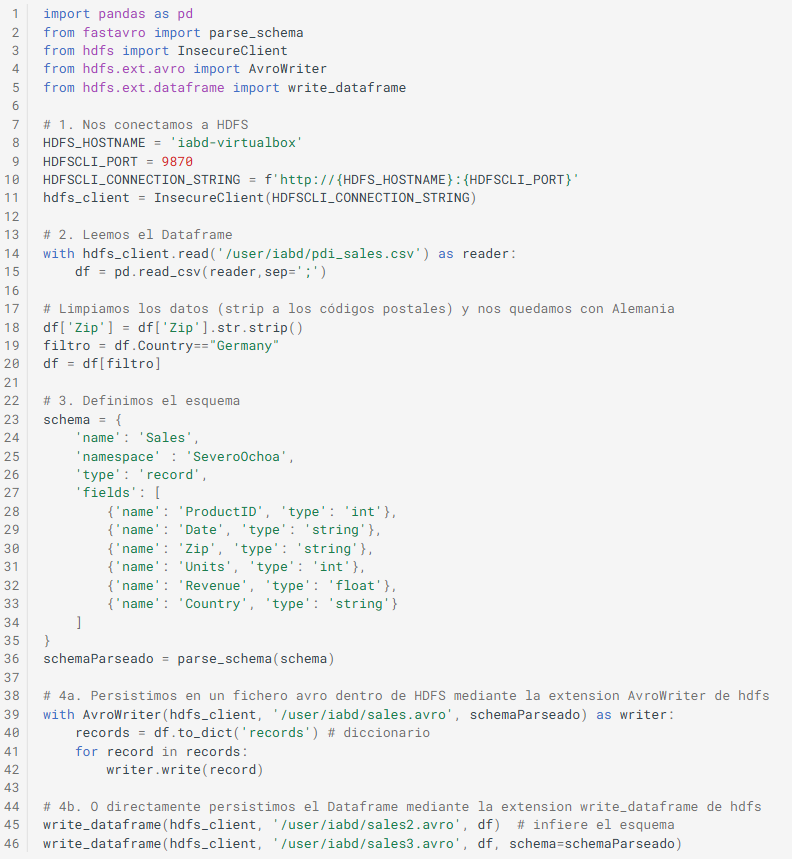 1 import pandas as pd
2 from fastavro import parse_schema
3 from hdfs import InsecureClient
4 from hdfs.ext.avro import AvroWriter
5 from hdfs.ext.dataframe import write_dataframe
6
7 # 1. Nos conectamos a HDFS
8 HDFS_HOSTNAME = 'iabd-virtualbox'
9 HDFSCLI_PORT = 9870
10 HDFSCLI_CONNECTION_STRING = f'http://{HDFS_HOSTNAME}:{HDFSCLI_PORT}'
11 hdfs_client = InsecureClient(HDFSCLI_CONNECTION_STRING)
12
13 # 2. Leemos el Dataframe
14 with hdfs_client.read('/user/iabd/pdi_sales.csv') as reader:
15     df = pd.read_csv(reader,sep=';')
16
17 # Limpiamos los datos (strip a los códigos postales) y nos quedamos con Alemania
18 df['Zip'] = df['Zip'].str.strip()
19 filtro = df.Country=="Germany"
20 df = df[filtro]
21
22 # 3. Definimos el esquema
23 schema = {
24     'name': 'Sales',
25     'namespace' : 'SeveroOchoa',
26     'type': 'record',
27     'fields': [
28         {'name': 'ProductID', 'type': 'int'},
29         {'name': 'Date', 'type': 'string'},
30         {'name': 'Zip', 'type': 'string'},
31         {'name': 'Units', 'type': 'int'},
32         {'name': 'Revenue', 'type': 'float'},
33         {'name': 'Country', 'type': 'string'}
34     ]
35 }
36 schemaParseado = parse_schema(schema)
37
38 # 4a. Persistimos en un fichero avro dentro de HDFS mediante la extension AvroWriter de hdfs
39 with AvroWriter(hdfs_client, '/user/iabd/sales.avro', schemaParseado) as writer:
40     records = df.to_dict('records') # diccionario
41     for record in records:
42         writer.write(record)
43
44 # 4b. O directamente persistimos el Dataframe mediante la extension write_dataframe de hdfs
45 write_dataframe(hdfs_client, '/user/iabd/sales2.avro', df)  # infiere el esquema
46 write_dataframe(hdfs_client, '/user/iabd/sales3.avro', df, schema=schemaParseado)